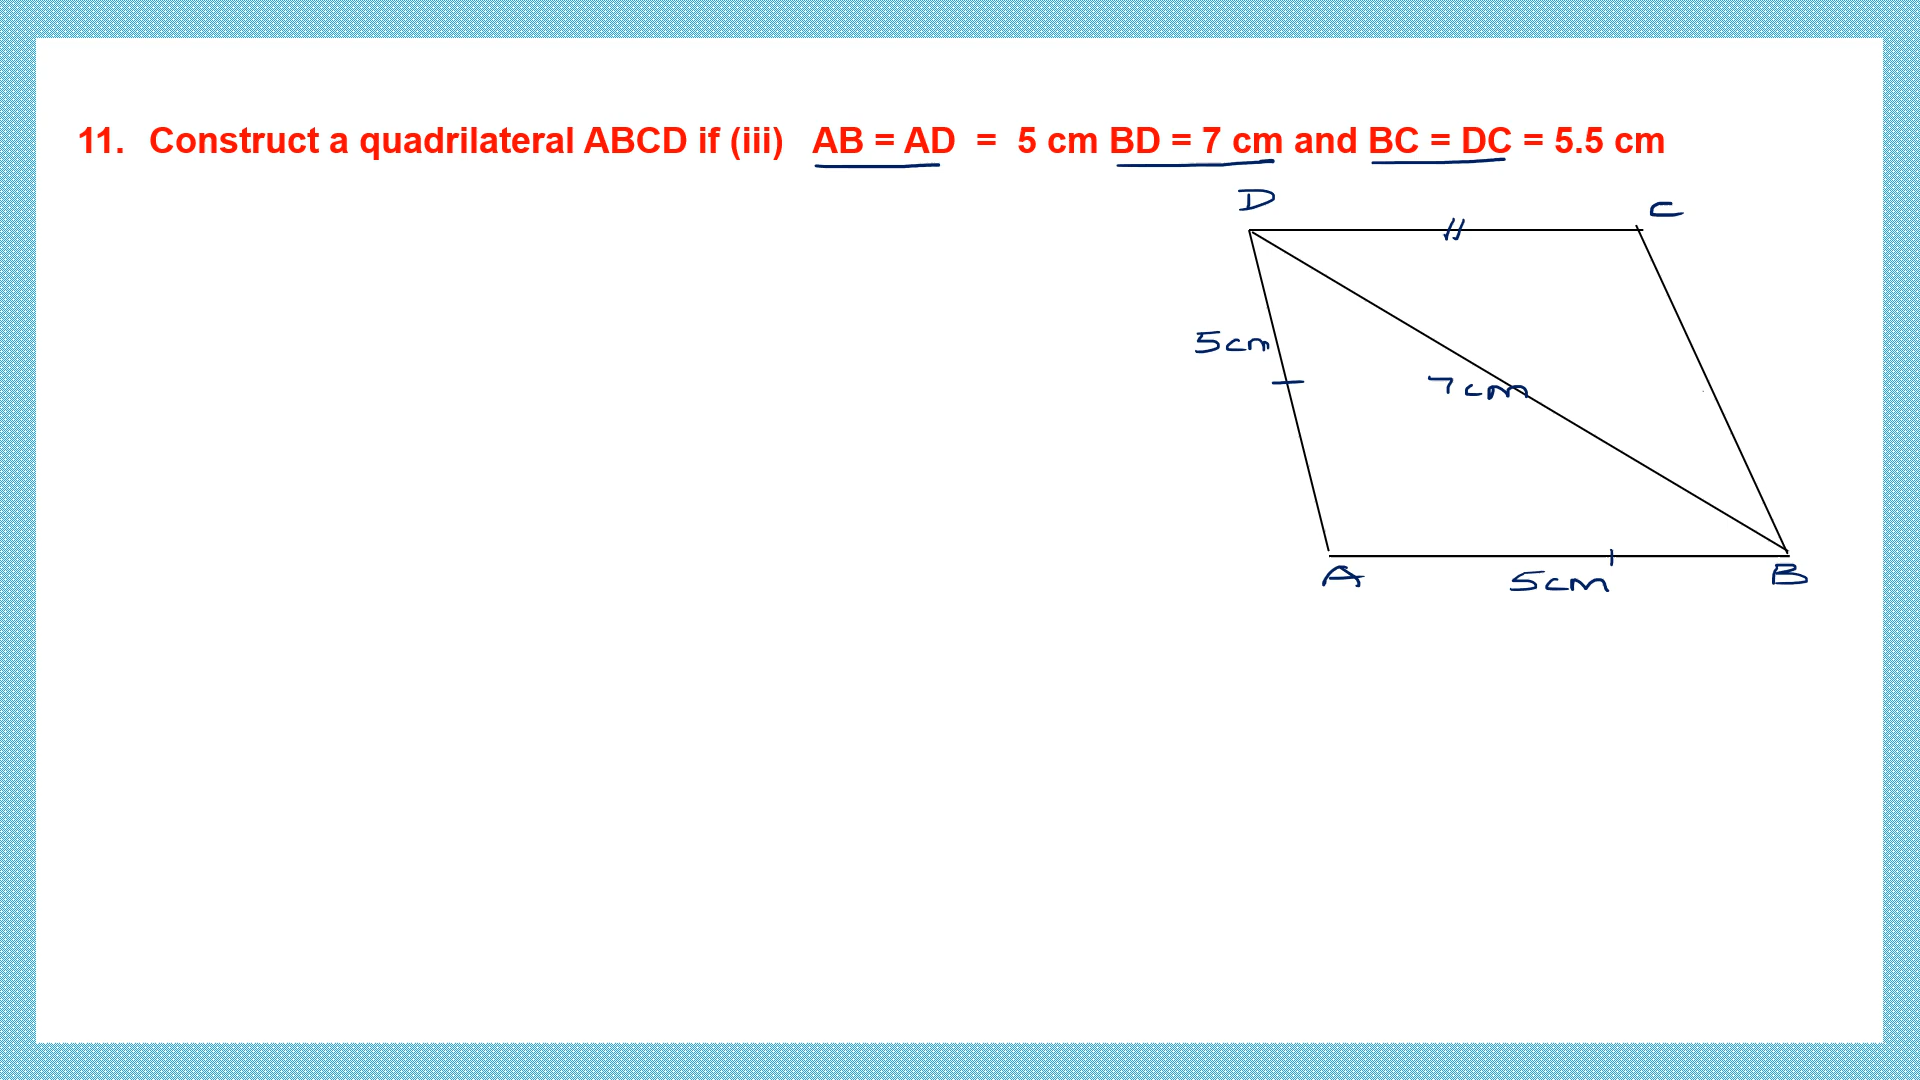 11. Construct a quadrilateral ABCD if (iii) AB = AD = 5 cm BD = 7 cm and BC = DC = 5.5 cm
D
C
5cm
7cm
A
5cm
B